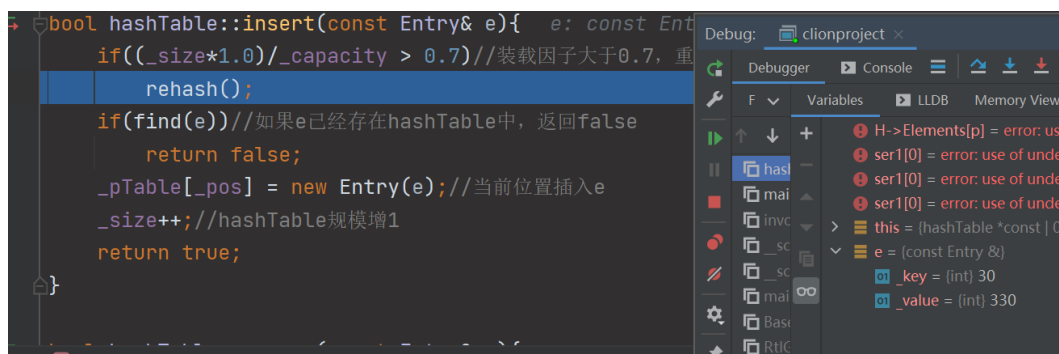 bool hashTable::insert(const Entry& e){ e: const Ent
if((_size*1.0)/_capacity > 0.7)//装载因子大于0.7，重
rehash();
if(find(e))//如果e已经存在hashTable中，返回false
return false;
_pTable[_pos] = new Entry(e);//当前位置插入e
_size++;//hashTable规模增1
return true;
}
Debug: clionproject
Debugger Console
F Variables LLDB Memory View
H->Elements[p] = error: us
ser1[0] = error: use of unde
ser1[0] = error: use of unde
ser1[0] = error: use of unde
this = {hashTable *const | 0
e = {const Entry &}
_key = {int} 30
_value = {int} 330
hasl
mai
invc
__sc
__sc
mai
Base
RtlC